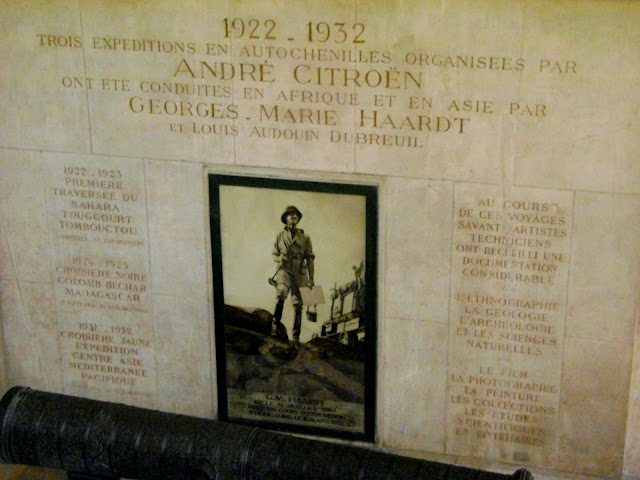 1922 - 1932
TROIS EXPEDITIONS EN AUTOCHENILLES ORGANISEES PAR
ANDRÉ CITROËN
ONT ETE CONDUITES EN AFRIQUE ET EN ASIE PAR
GEORGES-MARIE HAARDT
ET LOUIS AUDOUIN DUBREUIL
1922 - 1923
PREMIERE
TRAVERSÉE DU
SAHARA
TOUGGOURT
TOMBOUCTOU
1924 - 1925
CROISIERE NOIRE
COLOMB BECHAR
MADAGASCAR
1931 - 1932
CROISIERE JAUNE
EXPEDITION
CENTRE ASIE
MEDITERRANÉE
PACIFIQUE
G.M. HAARDT
AU COURS
DE CES VOYAGES
SAVANTS ARTISTES
TECHNICIENS
ONT RECUEILLI UNE
DOCUMENTATION
CONSIDERABLE
L'ETHNOGRAPHIE
LA GEOLOGIE
L'ARCHEOLOGIE
ET LES SCIENCES
NATURELLES
LE FILM
LA PHOTOGRAPHIE
LA PEINTURE
LES COLLECTIONS
LES ETUDES
SCIENTIFIQUES
ET